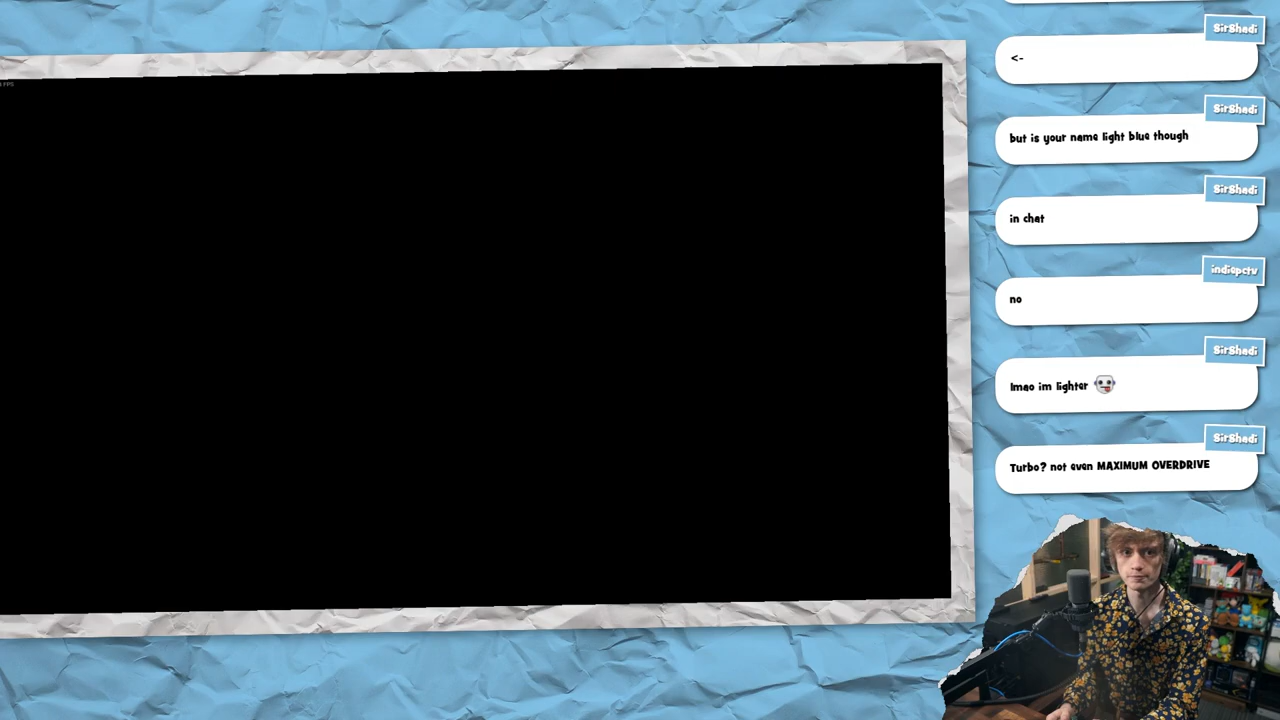 FPS
SirShadi
<-
SirShadi
but is your name light blue though
SirShadi
in chat
indiepctv
no
SirShadi
lmao im lighter
SirShadi
Turbo? not even MAXIMUM OVERDRIVE